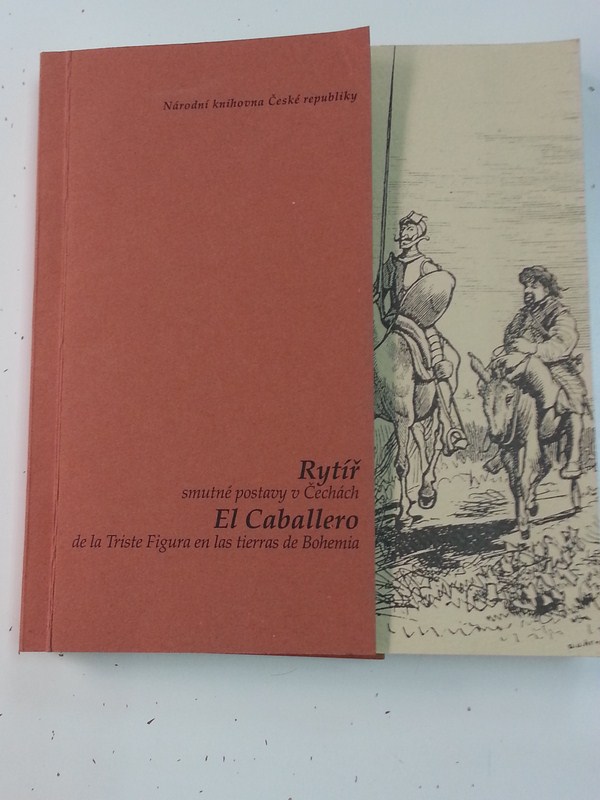 Národní knihovna České republiky
Rytíř
smutné postavy v Čechách
El Caballero
de la Triste Figura en las tierras de Bohemia